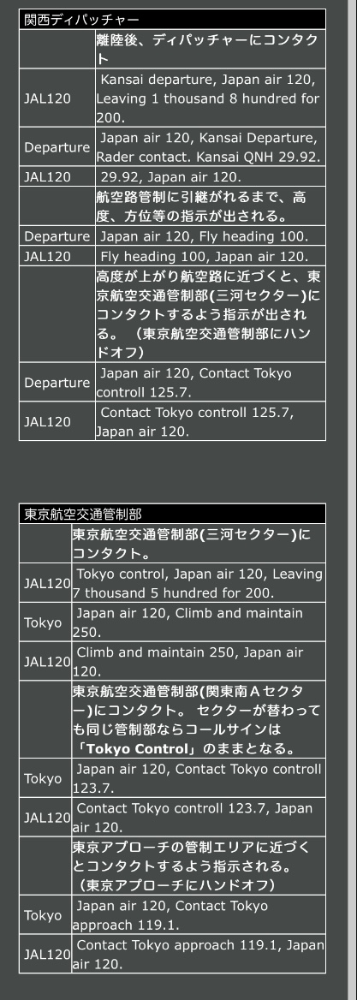 関西ディパッチャー
離陸後、ディパッチャーにコンタク
ト
Kansai departure, Japan air 120,
JAL120
Leaving 1 thousand 8 hundred for
200.
Departure
Japan air 120, Kansai Departure,
Rader contact. Kansai QNH 29.92.
JAL120
29.92, Japan air 120.
航空路管制に引継がれるまで、高
度、方位等の指示が出される。
Departure
Japan air 120, Fly heading 100.
JAL120
Fly heading 100, Japan air 120.
高度が上がり航空路に近づくと、東
京航空交通管制部(三河セクター)に
コンタクトするよう指示が出され
る。 （東京航空交通管制部にハン
ドオフ）
Departure
Japan air 120, Contact Tokyo
controll 125.7.
JAL120
Contact Tokyo controll 125.7,
Japan air 120.
東京航空交通管制部
東京航空交通管制部(三河セクター)に
コンタクト。
JAL120
Tokyo control, Japan air 120, Leaving
7 thousand 5 hundred for 200.
Tokyo
Japan air 120, Climb and maintain
250.
JAL120
Climb and maintain 250, Japan air
120.
東京航空交通管制部(関東南Ａセクタ
ー)にコンタクト。 セクターが替わって
も同じ管制部ならコールサインは
「Tokyo Control」のままとなる。
Tokyo
Japan air 120, Contact Tokyo controll
123.7.
JAL120
Contact Tokyo controll 123.7, Japan
air 120.
東京アプローチの管制エリアに近づく
とコンタクトするよう指示される。
（東京アプローチにハンドオフ）
Tokyo
Japan air 120, Contact Tokyo
approach 119.1.
JAL120
Contact Tokyo approach 119.1, Japan
air 120.